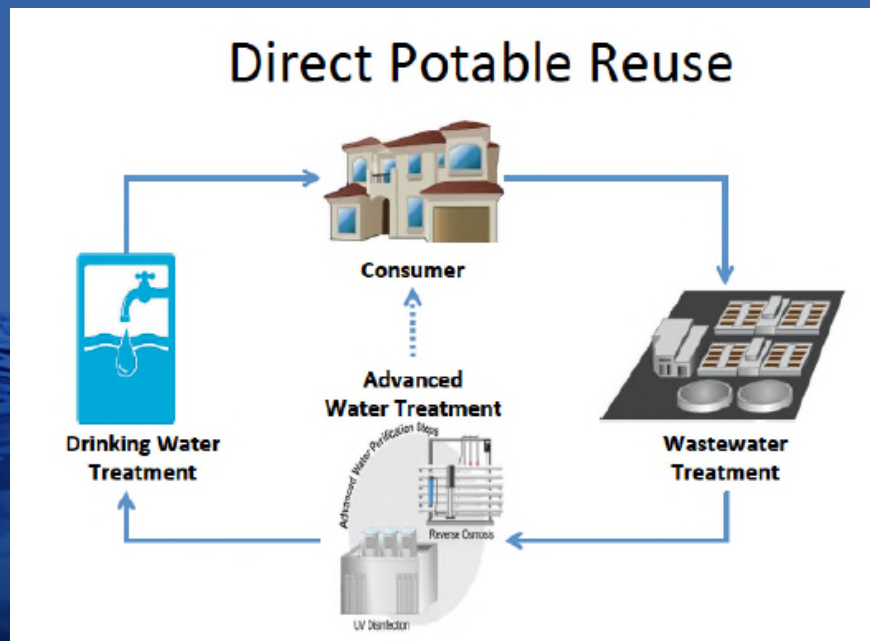 Direct Potable Reuse
Consumer
Advanced
Water Treatment
Drinking Water
Treatment
Wastewater
Treatment
Advanced Water Purification Steps
Reverse Osmosis
UV Disinfection